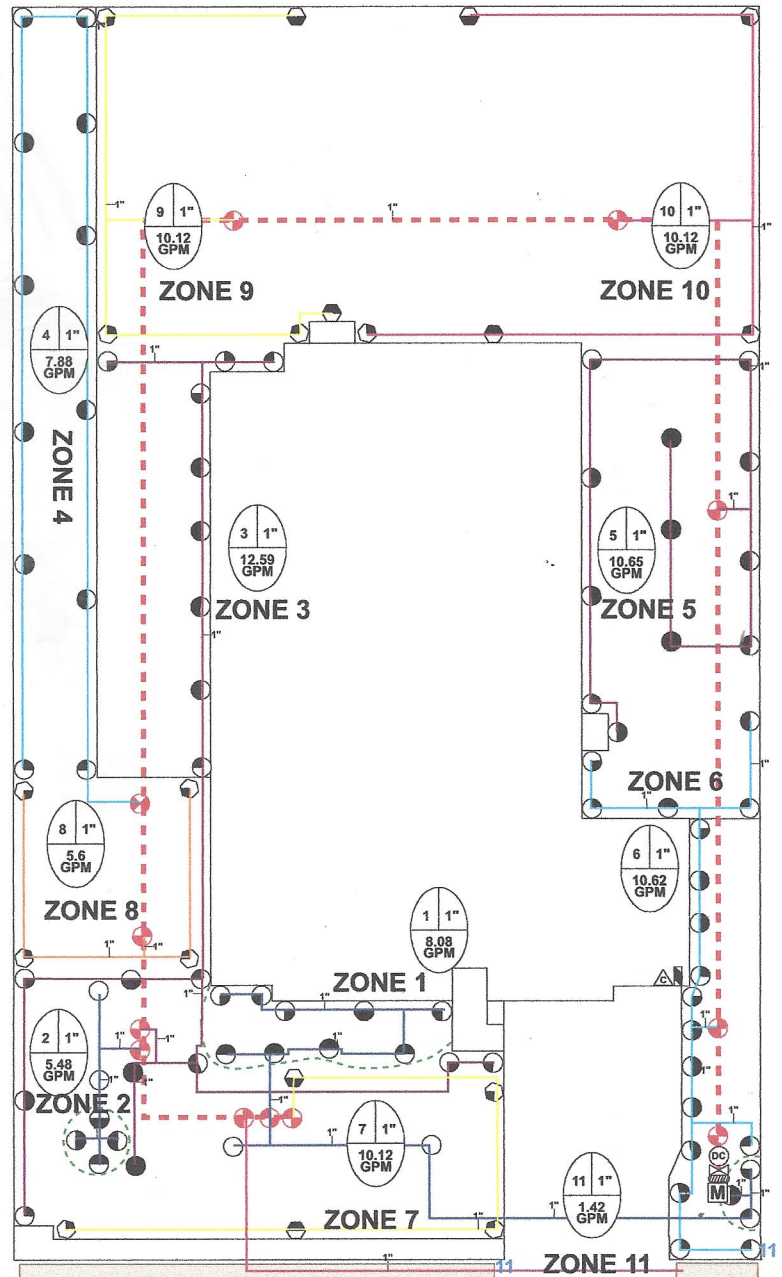 1"
9 1"
10.12
GPM
1"
10 1"
10.12
GPM
1"
ZONE 9
ZONE 10
4 1"
7.88
GPM
1"
1"
ZONE 4
3 1"
12.59
GPM
1"
5 1"
10.65
GPM
ZONE 3
ZONE 5
1"
1"
ZONE 6
1"
8 1"
5.6
GPM
6 1"
10.62
GPM
ZONE 8
1 1"
8.08
GPM
1"
1"
ZONE 1
C
1"
1"
2 1"
5.48
GPM
1"
1"
1"
1"
1"
ZONE 2
1"
1"
7 1"
10.12
GPM
1"
DC
M
1"
11 1"
1.42
GPM
ZONE 7
1"
11
ZONE 11
11